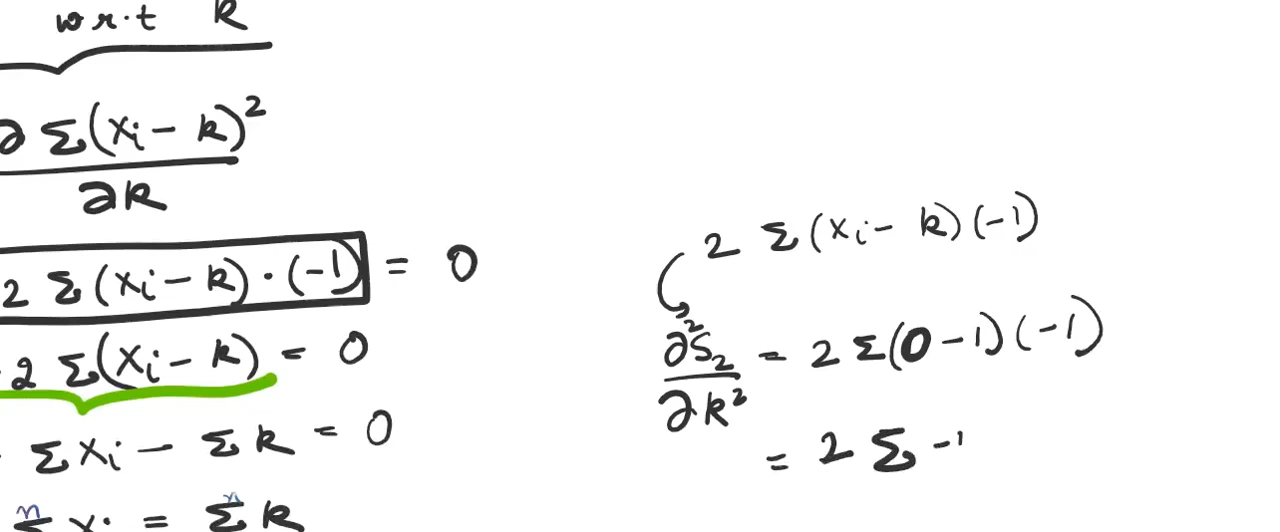 w r.t k
∂ Σ(xi - k)²
∂k
2 Σ(xi - k) · (-1) = 0
- 2 Σ(xi - k) = 0
Σxi - Σk = 0
n n
Σ xi = Σ k
2 Σ(xi - k)(-1)
∂²S₂ = 2 Σ(0 - 1)(-1)
∂k²
= 2 Σ -1